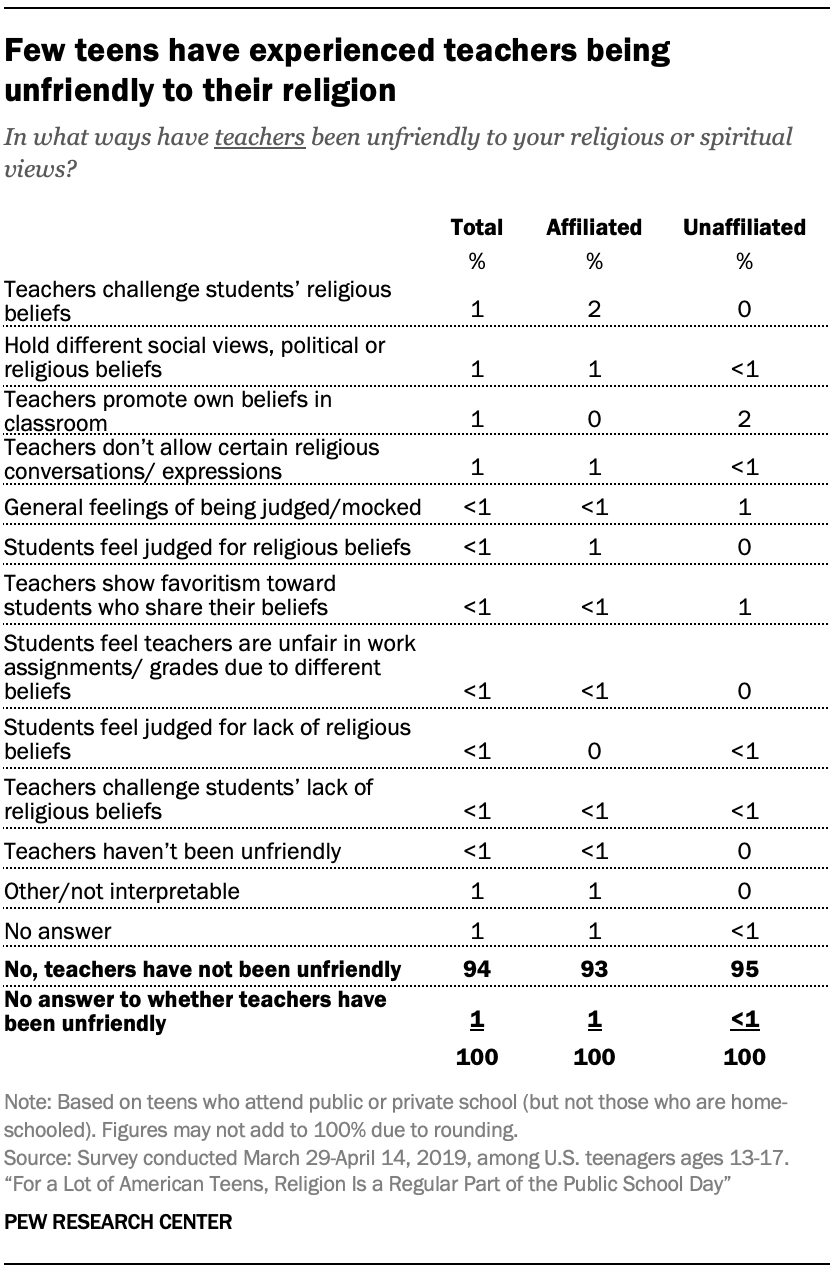 Few teens have experienced teachers being
unfriendly to their religion
In what ways have teachers been unfriendly to your religious or spiritual
views?
Total Affiliated Unaffiliated
% % %
Teachers challenge students’ religious
beliefs 1 2 0
Hold different social views, political or
religious beliefs 1 1 <1
Teachers promote own beliefs in
classroom 1 0 2
Teachers don’t allow certain religious
conversations/ expressions 1 1 <1
General feelings of being judged/mocked <1 <1 1
Students feel judged for religious beliefs <1 1 0
Teachers show favoritism toward
students who share their beliefs <1 <1 1
Students feel teachers are unfair in work
assignments/ grades due to different
beliefs <1 <1 0
Students feel judged for lack of religious
beliefs <1 0 <1
Teachers challenge students’ lack of
religious beliefs <1 <1 <1
Teachers haven’t been unfriendly <1 <1 0
Other/not interpretable 1 1 0
No answer 1 1 <1
No, teachers have not been unfriendly 94 93 95
No answer to whether teachers have
been unfriendly 1 1 <1
100 100 100
Note: Based on teens who attend public or private school (but not those who are home-
schooled). Figures may not add to 100% due to rounding.
Source: Survey conducted March 29-April 14, 2019, among U.S. teenagers ages 13-17.
“For a Lot of American Teens, Religion Is a Regular Part of the Public School Day”
PEW RESEARCH CENTER